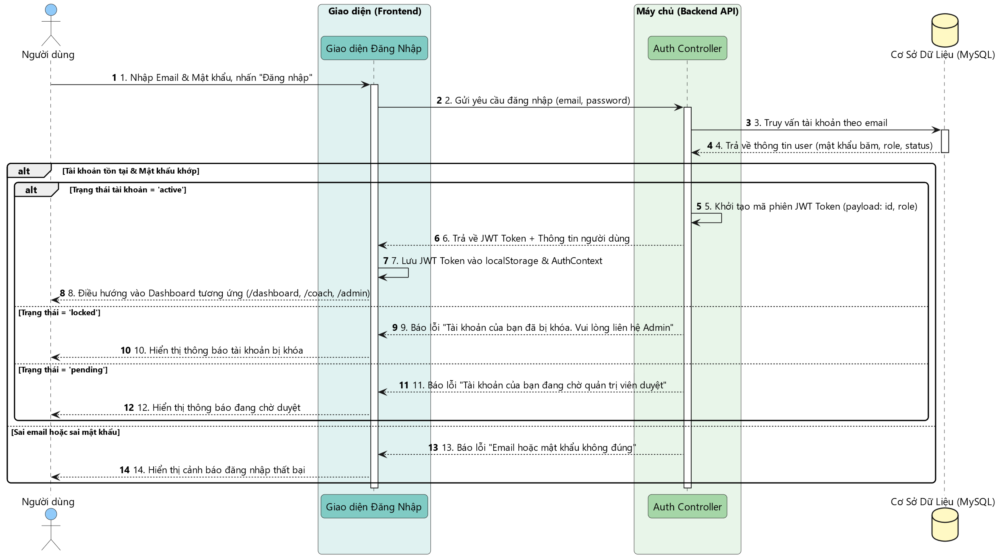 Giao diện (Frontend)
Máy chủ (Backend API)
Người dùng
Giao diện Đăng Nhập
Auth Controller
Cơ Sở Dữ Liệu (MySQL)
1 1. Nhập Email & Mật khẩu, nhấn "Đăng nhập"
2 2. Gửi yêu cầu đăng nhập (email, password)
3 3. Truy vấn tài khoản theo email
4 4. Trả về thông tin user (mật khẩu băm, role, status)
alt [Tài khoản tồn tại & Mật khẩu khớp]
alt [Trạng thái tài khoản = 'active']
5 5. Khởi tạo mã phiên JWT Token (payload: id, role)
6 6. Trả về JWT Token + Thông tin người dùng
7 7. Lưu JWT Token vào localStorage & AuthContext
8 8. Điều hướng vào Dashboard tương ứng (/dashboard, /coach, /admin)
[Trạng thái = 'locked']
9 9. Báo lỗi "Tài khoản của bạn đã bị khóa. Vui lòng liên hệ Admin"
10 10. Hiển thị thông báo tài khoản bị khóa
[Trạng thái = 'pending']
11 11. Báo lỗi "Tài khoản của bạn đang chờ quản trị viên duyệt"
12 12. Hiển thị thông báo đang chờ duyệt
[Sai email hoặc sai mật khẩu]
13 13. Báo lỗi "Email hoặc mật khẩu không đúng"
14 14. Hiển thị cảnh báo đăng nhập thất bại
Người dùng
Giao diện Đăng Nhập
Auth Controller
Cơ Sở Dữ Liệu (MySQL)